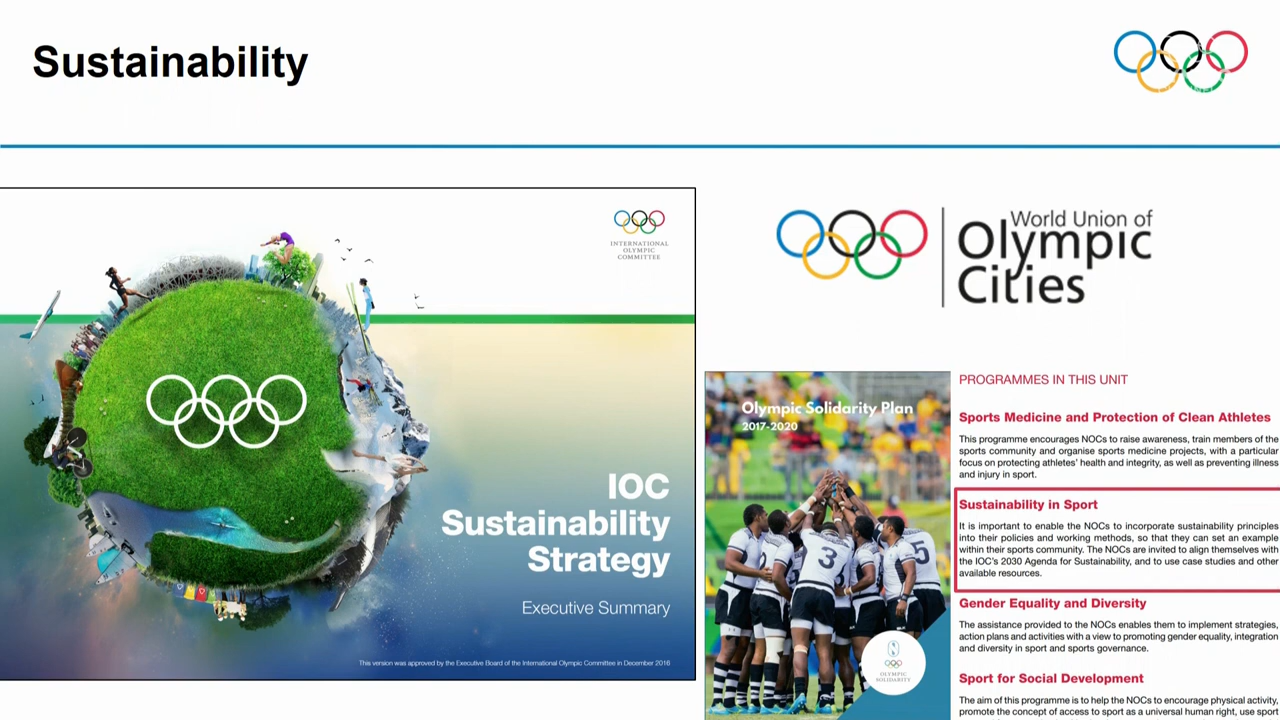 Sustainability
INTERNATIONAL
OLYMPIC
COMMITTEE
IOC
Sustainability
Strategy
Executive Summary
This version was approved by the Executive Board of the International Olympic Committee in December 2016
World Union of
Olympic
Cities
Olympic Solidarity Plan
2017-2020
3
5
OLYMPIC
SOLIDARITY
PROGRAMMES IN THIS UNIT
Sports Medicine and Protection of Clean Athletes
This programme encourages NOCs to raise awareness, train members of the
sports community and organise sports medicine projects, with a particular
focus on protecting athletes' health and integrity, as well as preventing illness
and injury in sport.
Sustainability in Sport
It is important to enable the NOCs to incorporate sustainability principles
into their policies and working methods, so that they can set an example
within their sports community. The NOCs are invited to align themselves with
the IOC's 2030 Agenda for Sustainability, and to use case studies and other
available resources.
Gender Equality and Diversity
The assistance provided to the NOCs enables them to implement strategies,
action plans and activities with a view to promoting gender equality, integration
and diversity in sport and sports governance.
Sport for Social Development
The aim of this programme is to help the NOCs to encourage physical activity,
promote the concept of access to sport as a universal human right, use sport